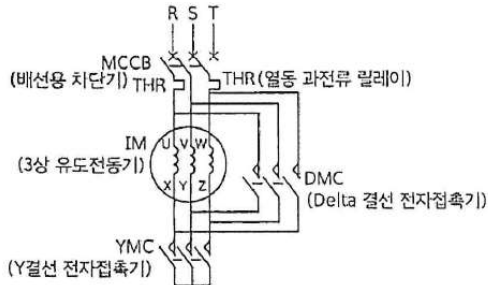 R S T
MCCB
(배선용 차단기) THR THR(열동 과전류 릴레이)
IM U V W
(3상 유도전동기)
X Y Z
DMC
(Delta 결선 전자접촉기)
YMC
(Y결선 전자접촉기)